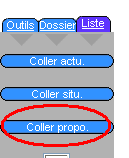 Outils Dossier Liste
Coller actu.
Coller situ.
Coller propo.